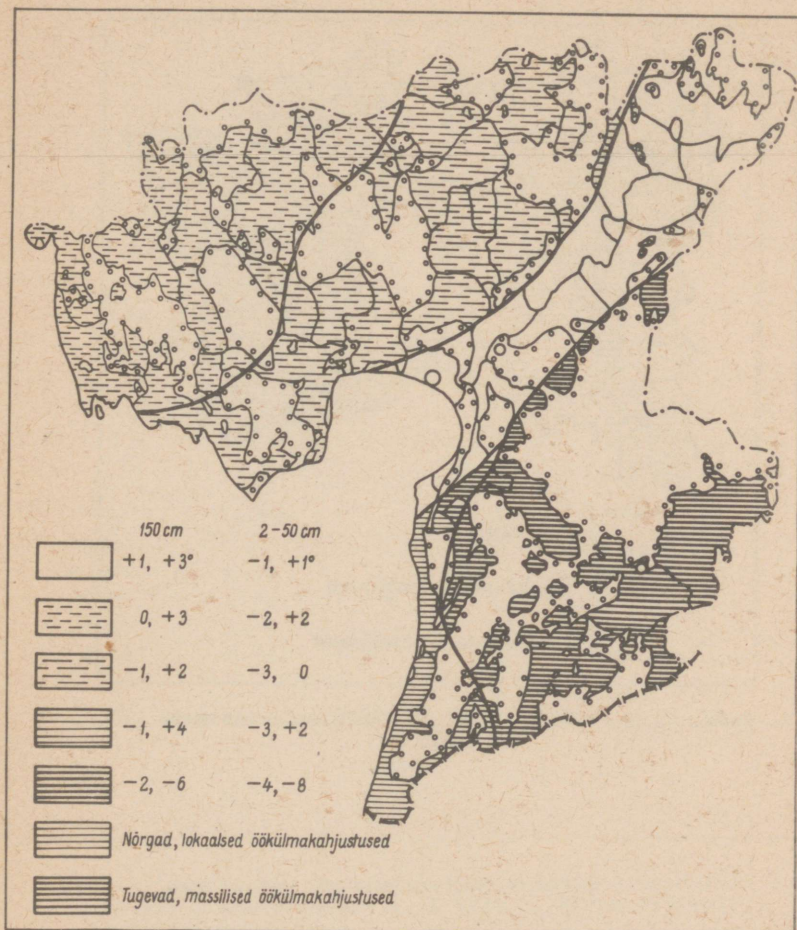 150 cm 2-50 cm
+1, +3° -1, +1°
0, +3 -2, +2
-1, +2 -3, 0
-1, +4 -3, +2
-2, -6 -4, -8
Nõrgad, lokaalsed öökülmakahjustused
Tugevad, massilised öökülmakahjustused